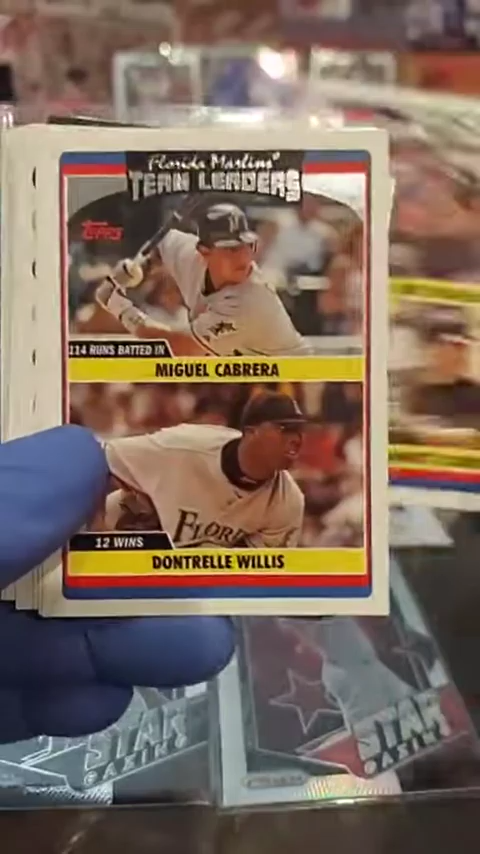 Florida Marlins®
TEAM LEADERS
Topps
114 RUNS BATTED IN
MIGUEL CABRERA
FLORI
12 WINS
DONTRELLE WILLIS
STAR
GAZING
STAR
GAZING